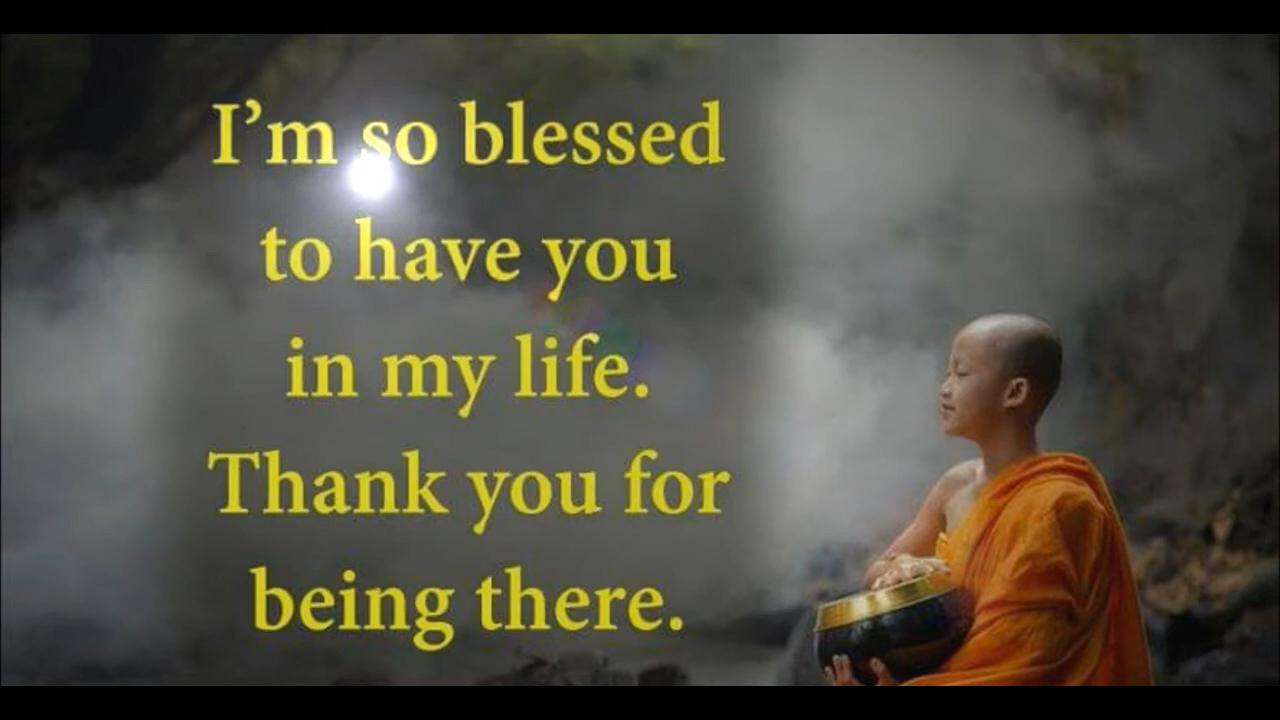 I'm so blessed
to have you
in my life.
Thank you for
being there.